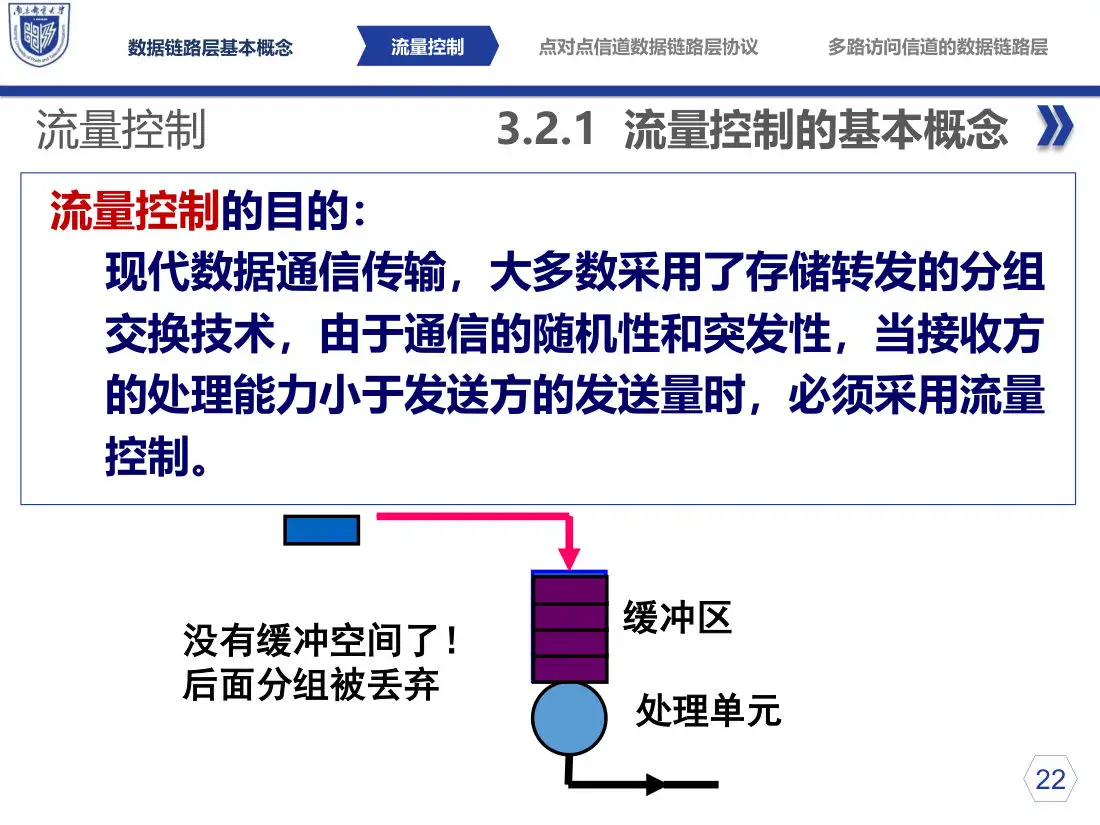 数据链路层基本概念
流量控制
点对点信道数据链路层协议
多路访问信道的数据链路层
流量控制
3.2.1 流量控制的基本概念
流量控制的目的：
现代数据通信传输，大多数采用了存储转发的分组
交换技术，由于通信的随机性和突发性，当接收方
的处理能力小于发送方的发送量时，必须采用流量
控制。
缓冲区
没有缓冲空间了！
后面分组被丢弃
处理单元
22